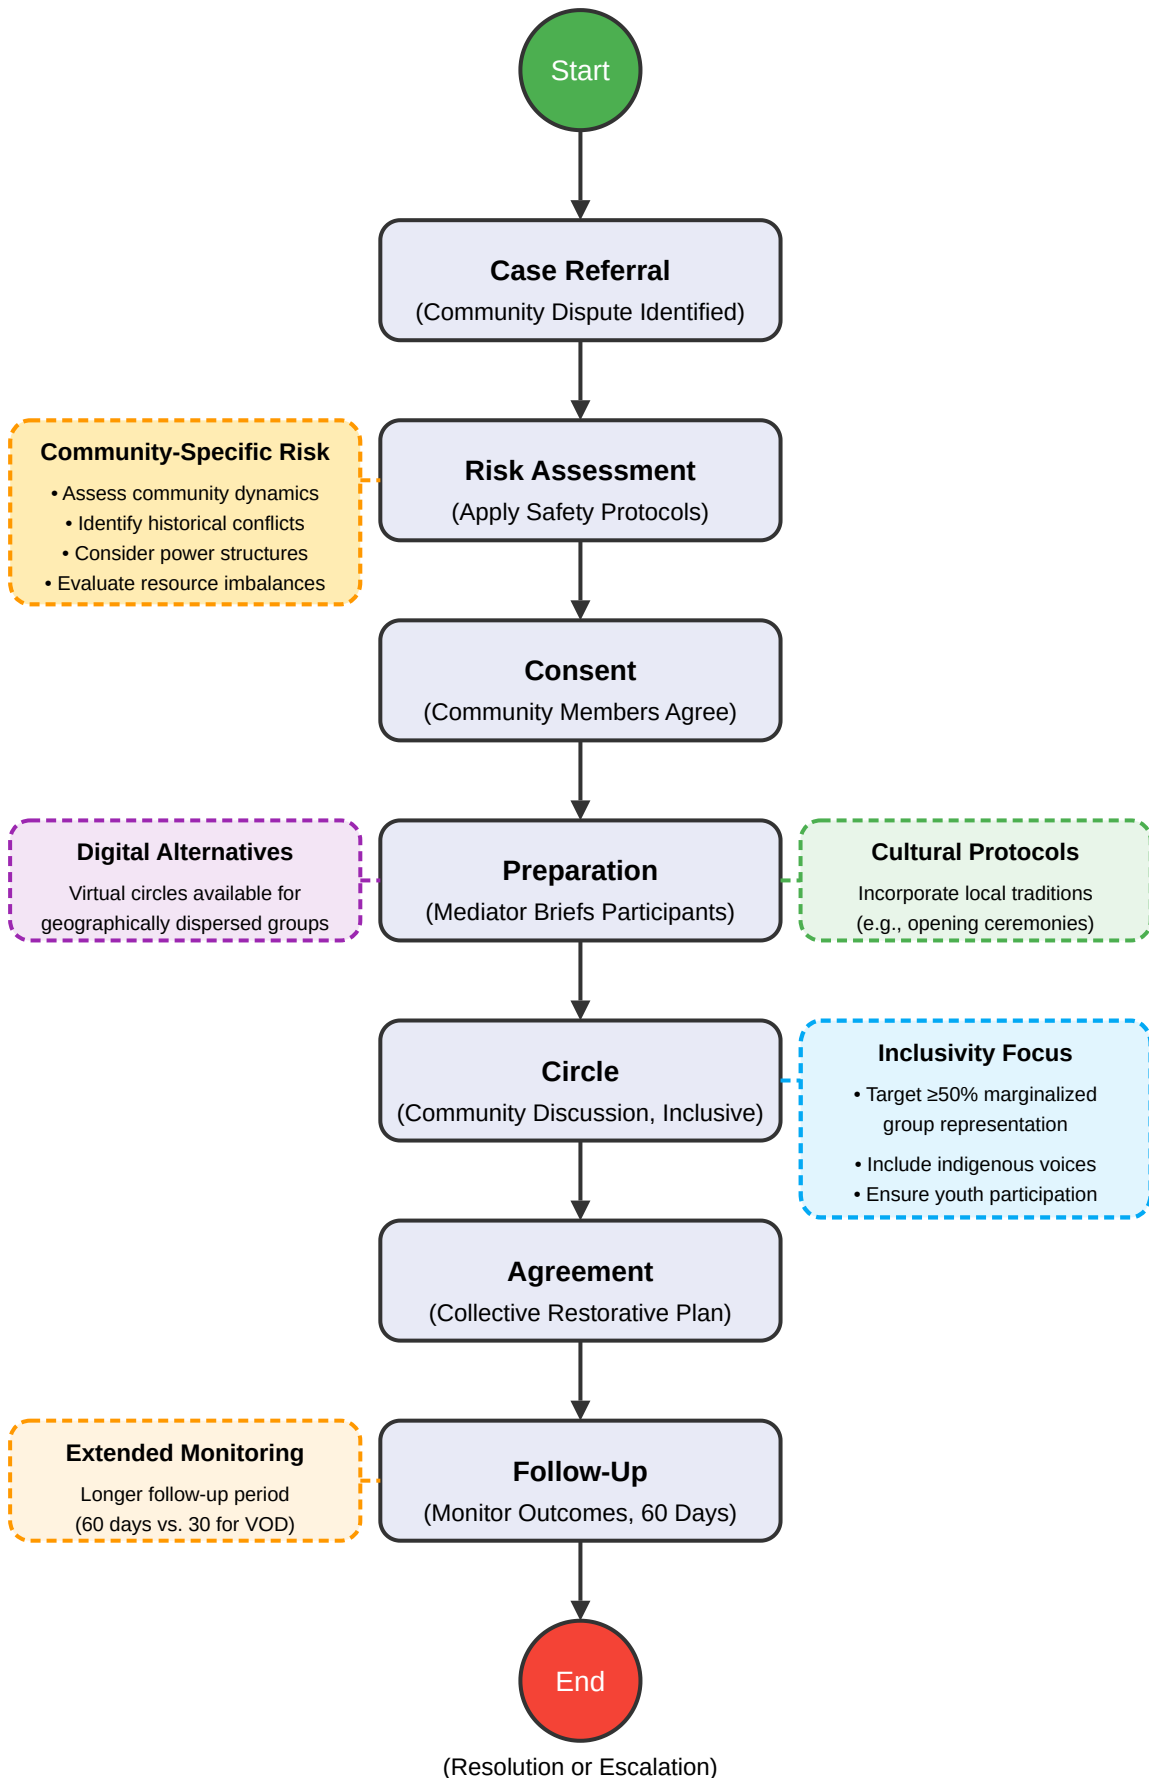 Start
Case Referral
(Community Dispute Identified)
Community-Specific Risk
• Assess community dynamics
• Identify historical conflicts
• Consider power structures
• Evaluate resource imbalances
Risk Assessment
(Apply Safety Protocols)
Consent
(Community Members Agree)
Digital Alternatives
Virtual circles available for
geographically dispersed groups
Preparation
(Mediator Briefs Participants)
Cultural Protocols
Incorporate local traditions
(e.g., opening ceremonies)
Circle
(Community Discussion, Inclusive)
Inclusivity Focus
• Target ≥50% marginalized
group representation
• Include indigenous voices
• Ensure youth participation
Agreement
(Collective Restorative Plan)
Extended Monitoring
Longer follow-up period
(60 days vs. 30 for VOD)
Follow-Up
(Monitor Outcomes, 60 Days)
End
(Resolution or Escalation)